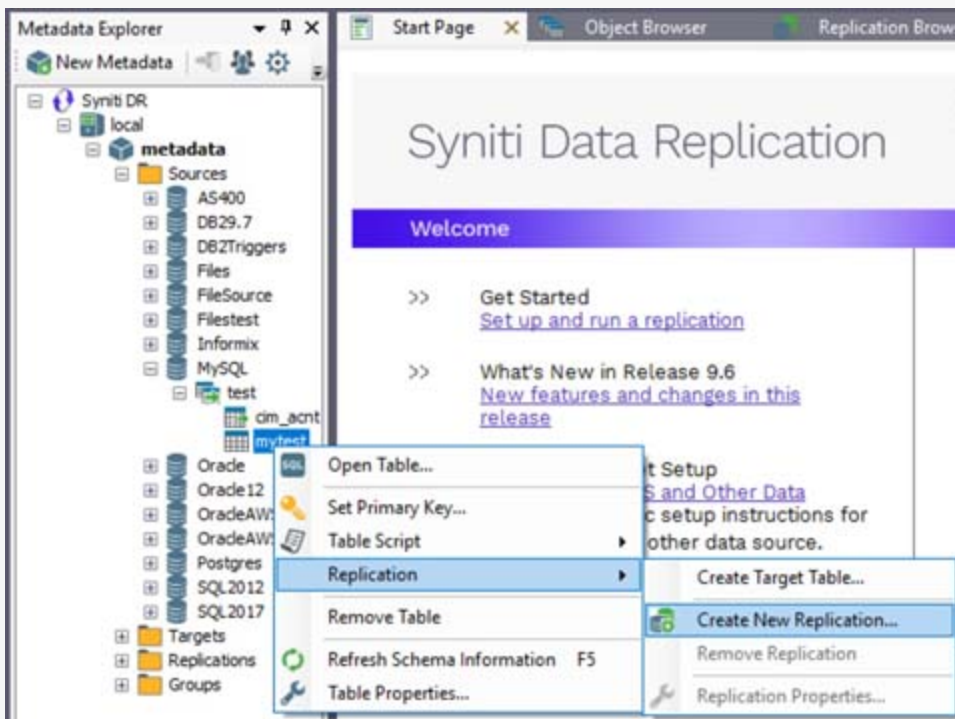 Metadata Explorer
New Metadata
Syniti DR
local
metadata
Sources
AS400
DB29.7
DB2Triggers
Files
FileSource
Filestest
Informix
MySQL
test
cim_acnt
mytest
Oracle
Oracle12
OracleAW
OracleAW
Postgres
SQL2012
SQL2017
Targets
Replications
Groups
Start Page
Object Browser
Replication Brow
Syniti Data Replication
Welcome
>> Get Started
Set up and run a replication
>> What's New in Release 9.6
New features and changes in this
release
t Setup
S and Other Data
c setup instructions for
other data source.
SQL Open Table...
Set Primary Key...
Table Script
Replication
Remove Table
Refresh Schema Information F5
Table Properties...
Create Target Table...
Create New Replication...
Remove Replication
Replication Properties...